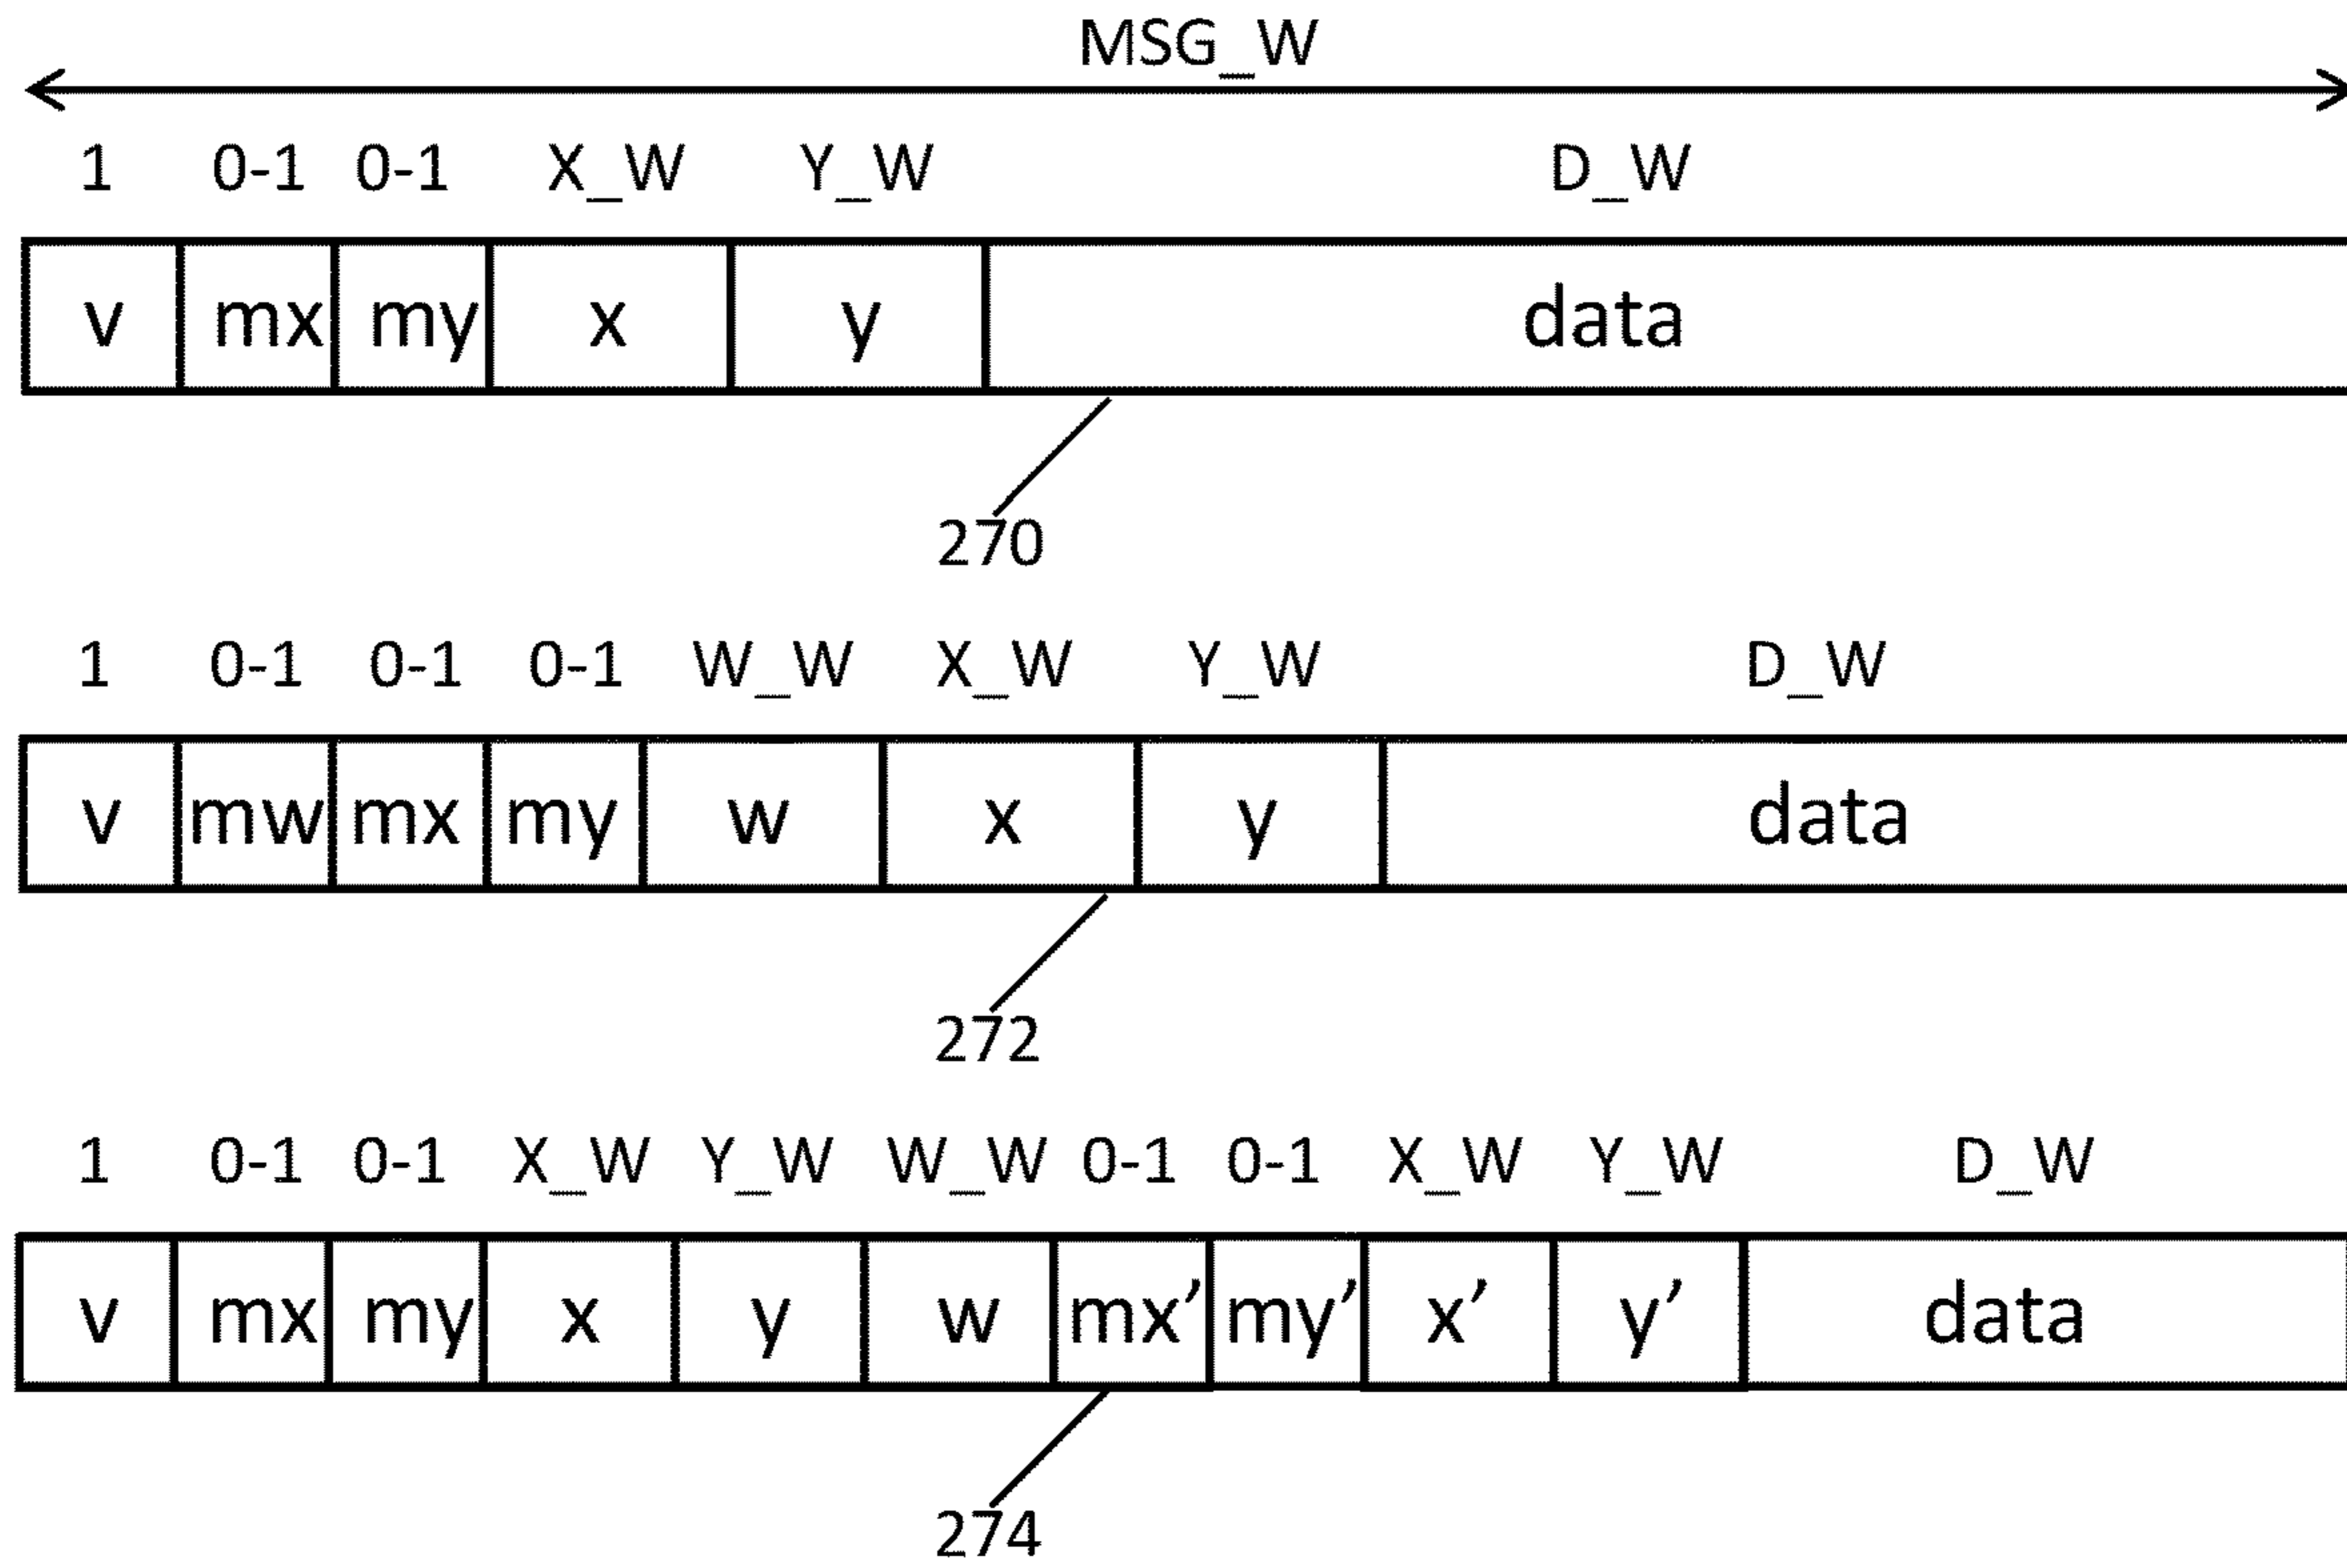 MSG_W
1 0-1 0-1 X_W Y_W D_W
v mx my x y data
270
1 0-1 0-1 0-1 W_W X_W Y_W D_W
v mw mx my w x y data
272
1 0-1 0-1 X_W Y_W W_W 0-1 0-1 X_W Y_W D_W
v mx my x y w mx’ my’ x’ y’ data
274